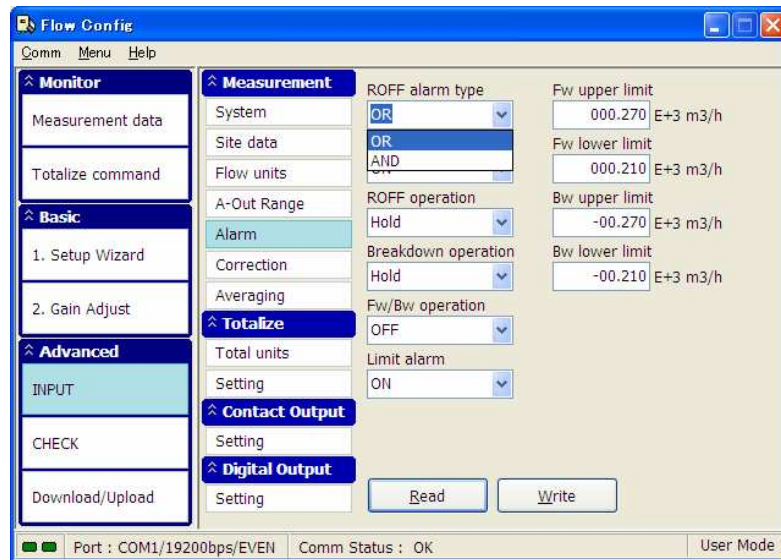 Flow Config
Comm Menu Help
Monitor
Measurement data
Totalize command
Basic
1. Setup Wizard
2. Gain Adjust
Advanced
INPUT
CHECK
Download/Upload
Measurement
System
Site data
Flow units
A-Out Range
Alarm
Correction
Averaging
Totalize
Total units
Setting
Contact Output
Setting
Digital Output
Setting
ROFF alarm type
OR
OR
AND
ROFF operation
Hold
Breakdown operation
Hold
Fw/Bw operation
OFF
Limit alarm
ON
Fw upper limit
000.270 E+3 m3/h
Fw lower limit
000.210 E+3 m3/h
Bw upper limit
-00.270 E+3 m3/h
Bw lower limit
-00.210 E+3 m3/h
Read Write
Port : COM1/19200bps/EVEN Comm Status : OK User Mode